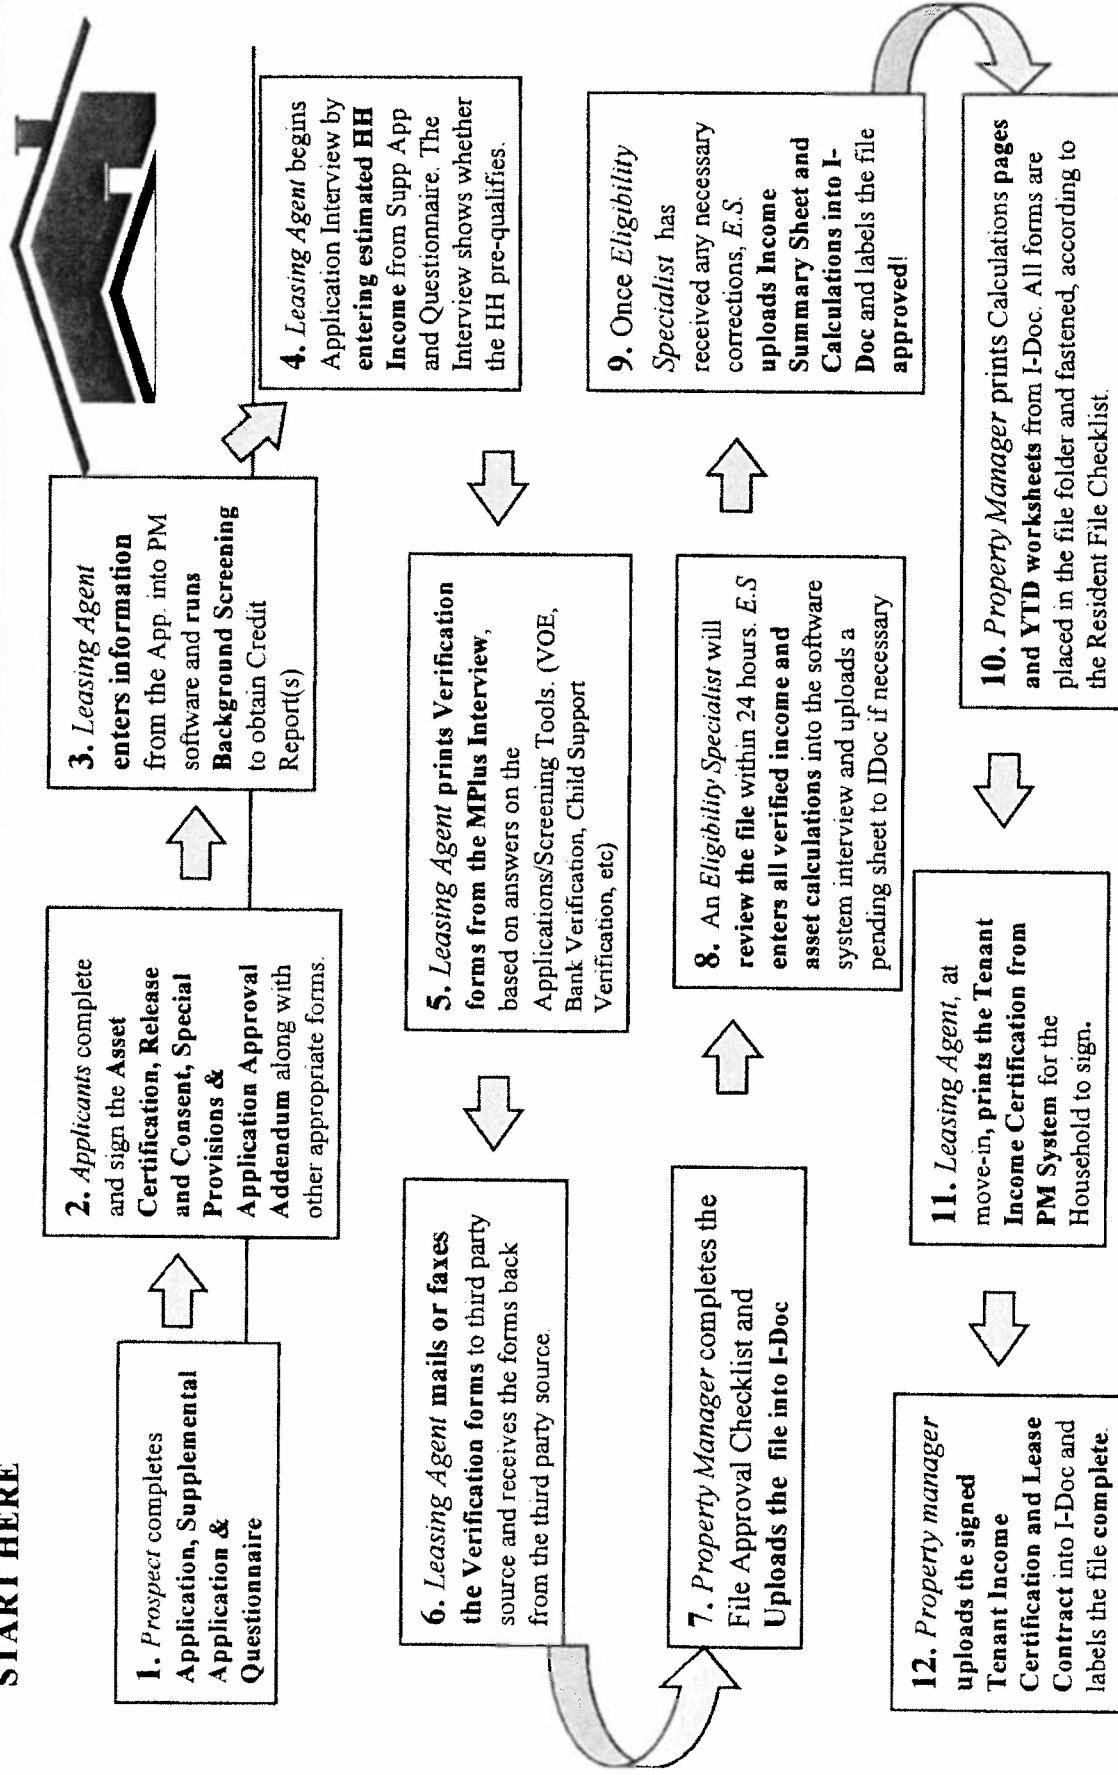 START HERE
1. Prospect completes
Application, Supplemental
Application &
Questionnaire
2. Applicants complete
and sign the Asset
Certification, Release
and Consent, Special
Provisions &
Application Approval
Addendum along with
other appropriate forms.
3. Leasing Agent
enters information
from the App. into PM
software and runs
Background Screening
to obtain Credit
Report(s)
4. Leasing Agent begins
Application Interview by
entering estimated HH
Income from Supp App
and Questionnaire. The
Interview shows whether
the HH pre-qualifies.
5. Leasing Agent prints Verification
forms from the MPlus Interview,
based on answers on the
Applications/Screening Tools. (VOE,
Bank Verification, Child Support
Verification, etc)
6. Leasing Agent mails or faxes
the Verification forms to third party
source and receives the forms back
from the third party source.
7. Property Manager completes the
File Approval Checklist and
Uploads the file into I-Doc
8. An Eligibility Specialist will
review the file within 24 hours. E.S
enters all verified income and
asset calculations into the software
system interview and uploads a
pending sheet to IDoc if necessary
9. Once Eligibility
Specialist has
received any necessary
corrections, E.S.
uploads Income
Summary Sheet and
Calculations into I-
Doc and labels the file
approved!
10. Property Manager prints Calculations pages
and YTD worksheets from I-Doc. All forms are
placed in the file folder and fastened, according to
the Resident File Checklist.
11. Leasing Agent, at
move-in, prints the Tenant
Income Certification from
PM System for the
Household to sign.
12. Property manager
uploads the signed
Tenant Income
Certification and Lease
Contract into I-Doc and
labels the file complete.